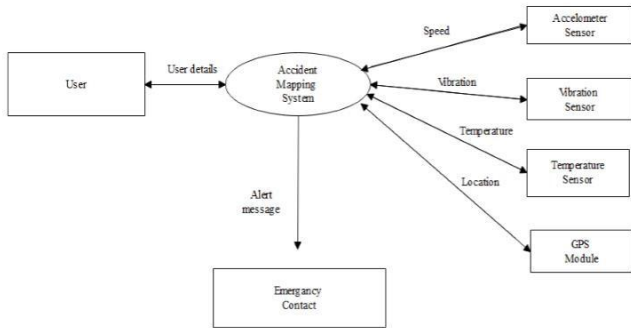 Speed
Accelometer
Sensor
User
User details
Accident
Mapping
System
Vibration
Vibration
Sensor
Temperature
Temperature
Sensor
Location
Alert
message
GPS
Module
Emergancy
Contact